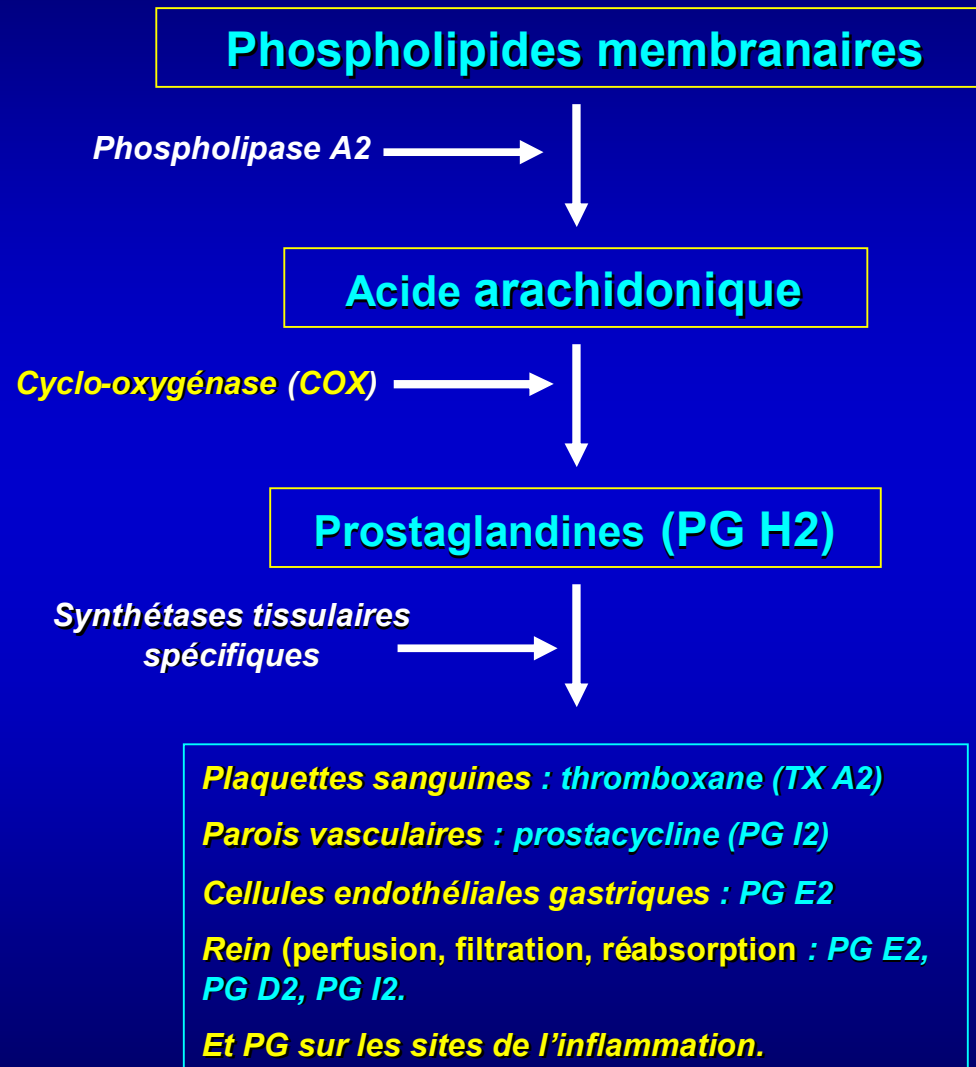 Phospholipides membranaires
Phospholipase A2
Acide arachidonique
Cyclo-oxygénase (COX)
Prostaglandines (PG H2)
Synthétases tissulaires
spécifiques
Plaquettes sanguines : thromboxane (TX A2)
Parois vasculaires : prostacycline (PG I2)
Cellules endothéliales gastriques : PG E2
Rein (perfusion, filtration, réabsorption : PG E2,
PG D2, PG I2.
Et PG sur les sites de l’inflammation.